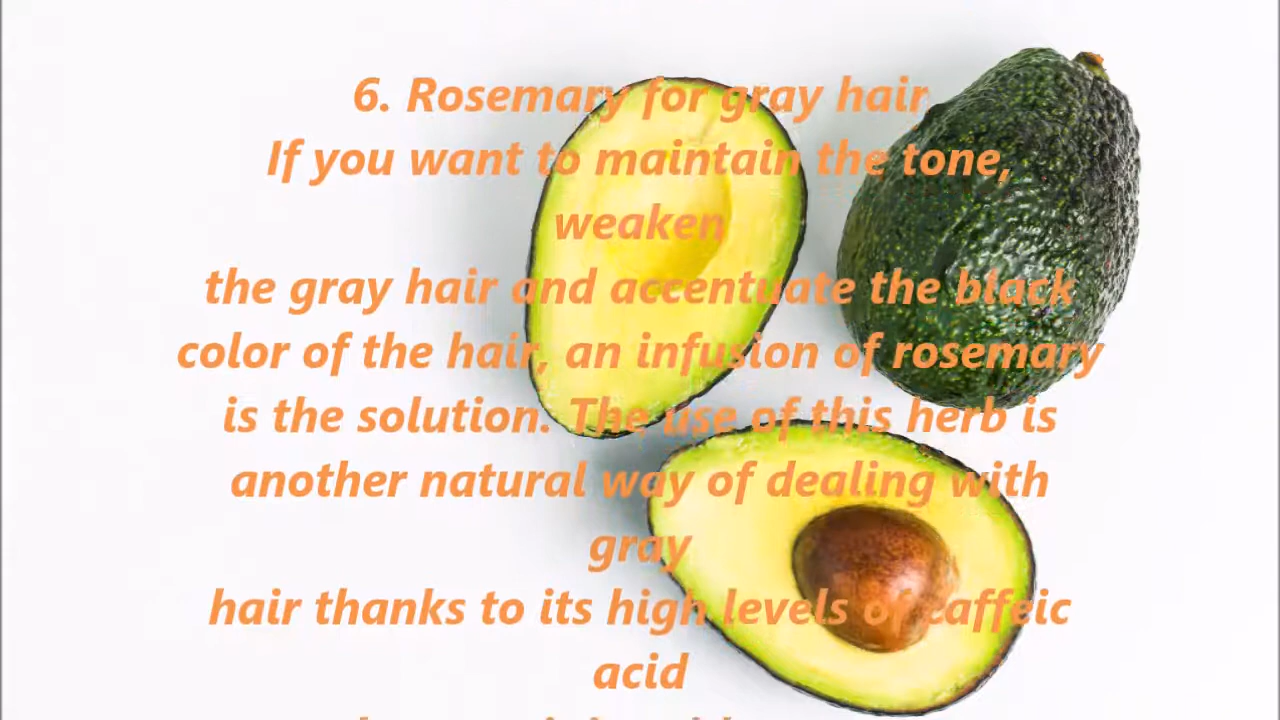 6. Rosemary for gray hair
If you want to maintain the tone,
weaken
the gray hair and accentuate the black
color of the hair, an infusion of rosemary
is the solution. The use of this herb is
another natural way of dealing with
gray
hair thanks to its high levels of caffeic
acid